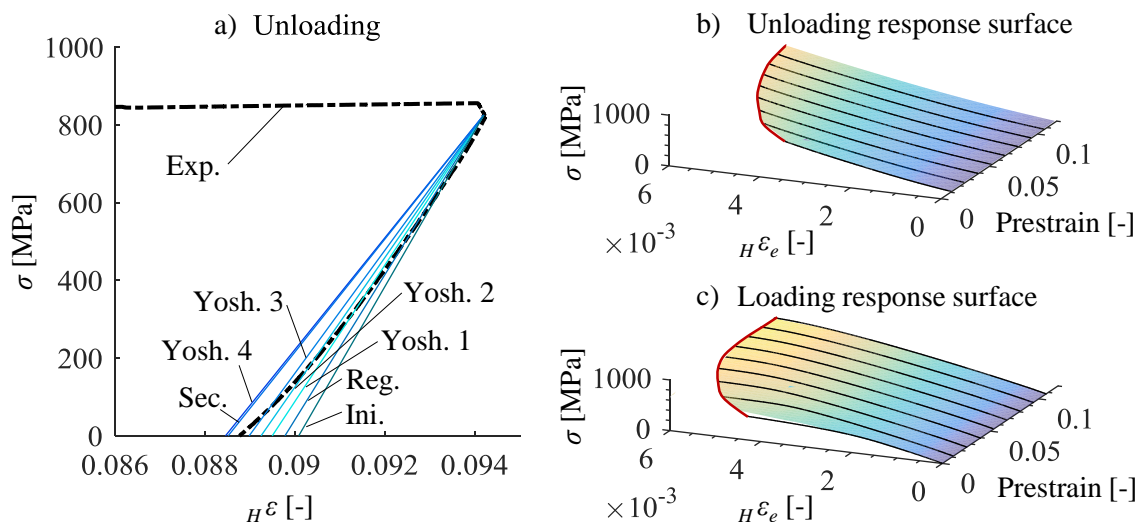 a) Unloading
1000
800
600
400
200
0
σ [MPa]
Exp.
Yosh. 3
Yosh. 4
Sec.
Yosh. 2
Yosh. 1
Reg.
Ini.
0.086 0.088 0.09 0.092 0.094
H ε [-]
b) Unloading response surface
σ [MPa]
1000
0
6 4 2 0
×10⁻³
H εe [-]
0 0.05 0.1
Prestrain [-]
c) Loading response surface
σ [MPa]
1000
0
6 4 2 0
×10⁻³
H εe [-]
0 0.05 0.1
Prestrain [-]